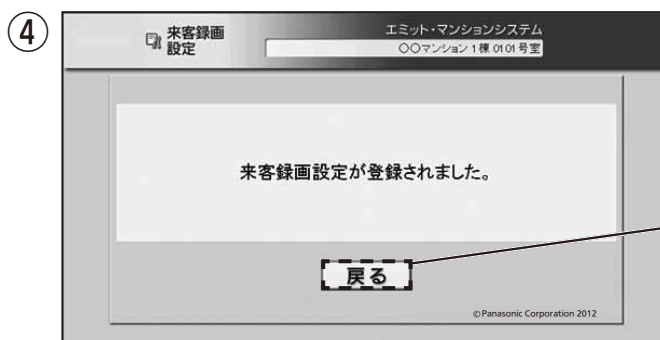 ④
来客録画
設定
エミット・マンションシステム
〇〇マンション 1棟 0101号室
来客録画設定が登録されました。
戻る
©Panasonic Corporation 2012